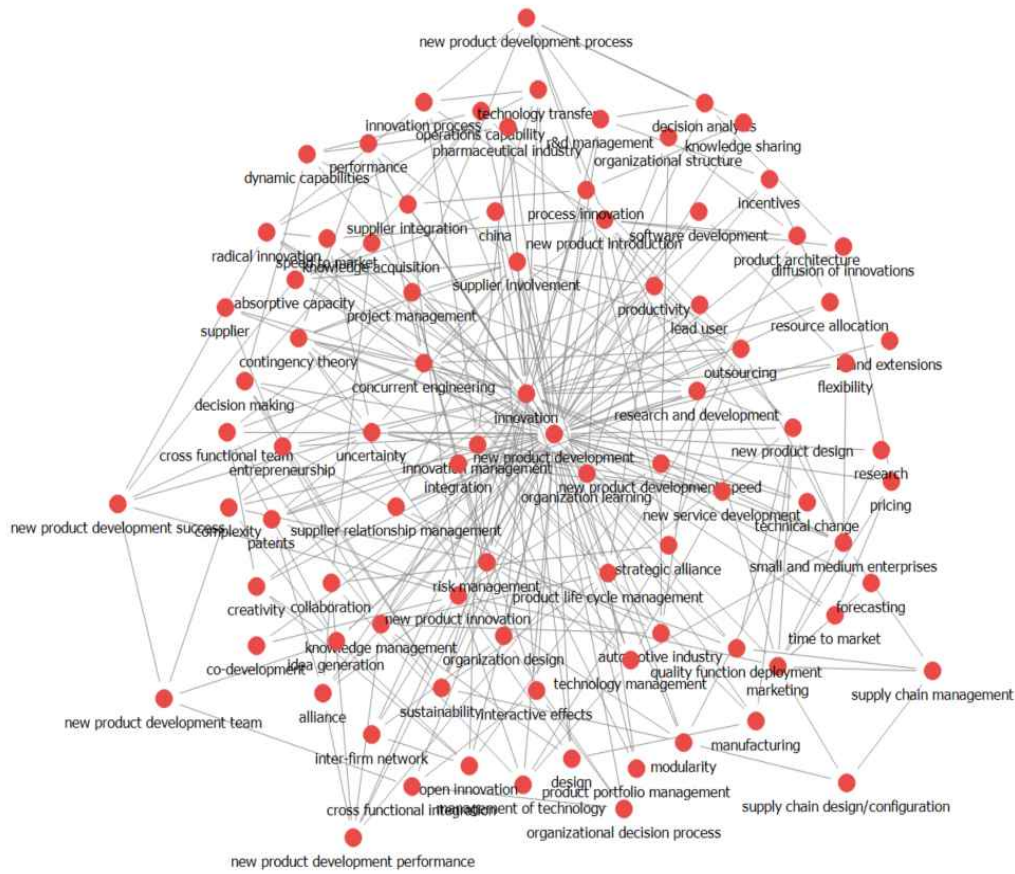 new product development process
technology transfer
innovation process
operations capability
decision analysis
r&d management
knowledge sharing
pharmaceutical industry
organizational structure
performance
dynamic capabilities
incentives
process innovation
supplier integration
china
software development
new product Introduction
radical innovation
speed to market
knowledge acquisition
product architecture
diffusion of innovations
supplier involvement
absorptive capacity
productivity
project management
supplier
lead user
resource allocation
contingency theory
outsourcing
extensions
concurrent engineering
flexibility
decision making
innovation
research and development
cross functional team
uncertainty
new product design
entrepreneurship
innovation management
new product development
research
integration
organization learning
new product development speed
pricing
new service development
new product development success
complexity
supplier relationship management
technical change
patents
small and medium enterprises
strategic alliance
risk management
product life cycle management
creativity
collaboration
forecasting
new product innovation
time to market
knowledge management
idea generation
organization design
automotive industry
co-development
quality function deployment
technology management
marketing
supply chain management
new product development team
alliance
sustainability
interactive effects
manufacturing
inter-firm network
modularity
design
open innovation
product portfolio management
cross functional integration
management of technology
supply chain design/configuration
organizational decision process
new product development performance